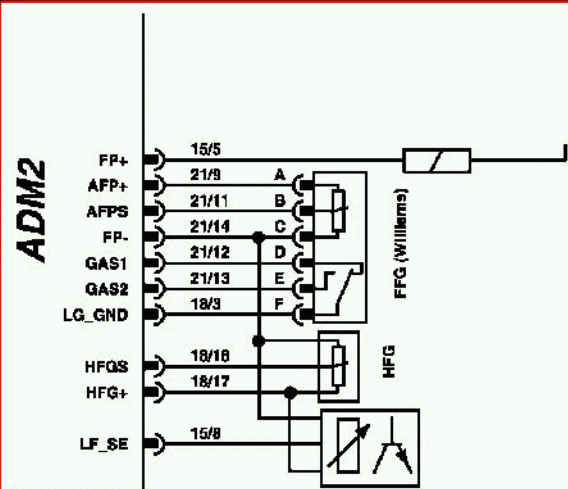 ADM2
FP+ 15/5
AFP+ 21/9 A
AFPS 21/11 B
FP- 21/14 C
GAS1 21/12 D
GAS2 21/13 E
LG_GND 18/3 F
FFG (Williams)
HFGS 18/18
HFG+ 18/17
HFG
LF_SE 15/8